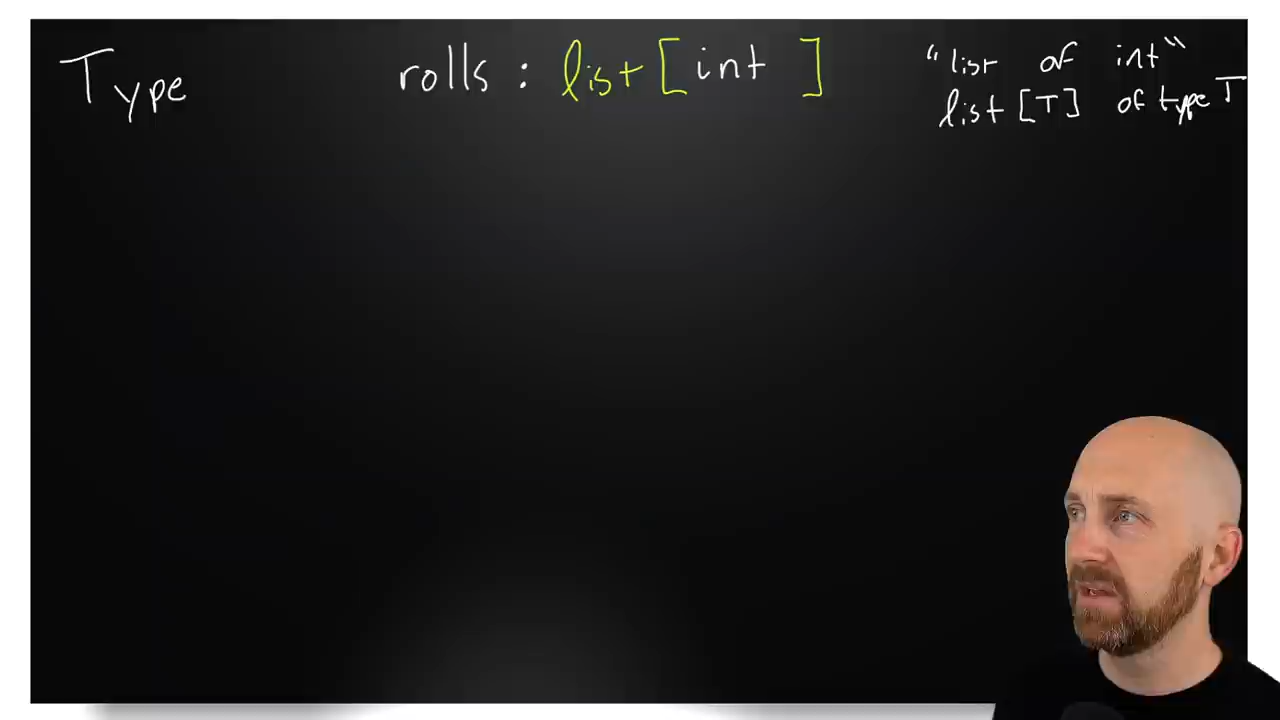 Type
rolls : list[int ]
"list of int"
list[T] of type T